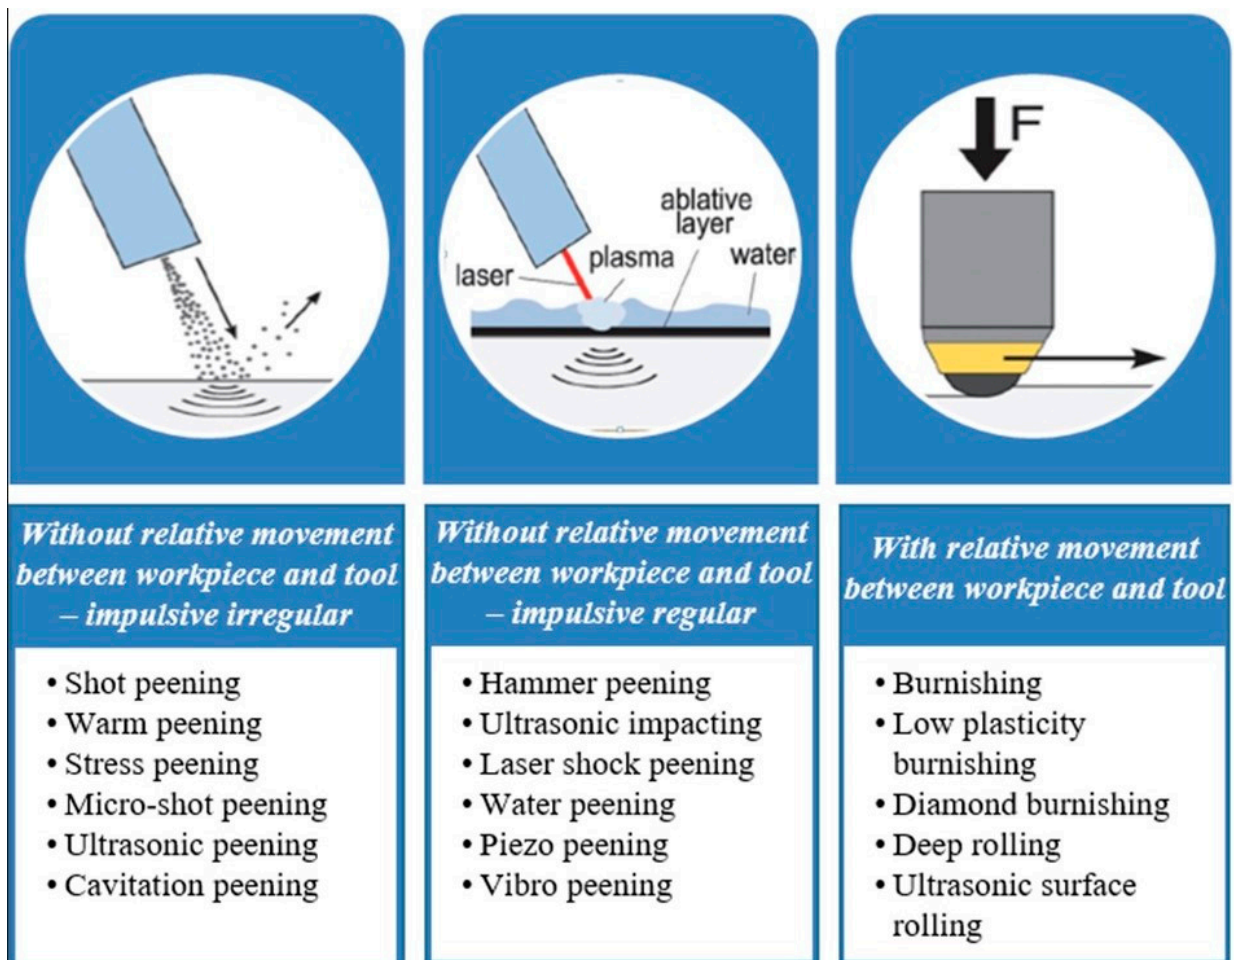 F
ablative
layer
plasma
water
laser
Without relative movement
between workpiece and tool
– impulsive irregular
• Shot peening
• Warm peening
• Stress peening
• Micro-shot peening
• Ultrasonic peening
• Cavitation peening
Without relative movement
between workpiece and tool
– impulsive regular
• Hammer peening
• Ultrasonic impacting
• Laser shock peening
• Water peening
• Piezo peening
• Vibro peening
With relative movement
between workpiece and tool
• Burnishing
• Low plasticity
burnishing
• Diamond burnishing
• Deep rolling
• Ultrasonic surface
rolling